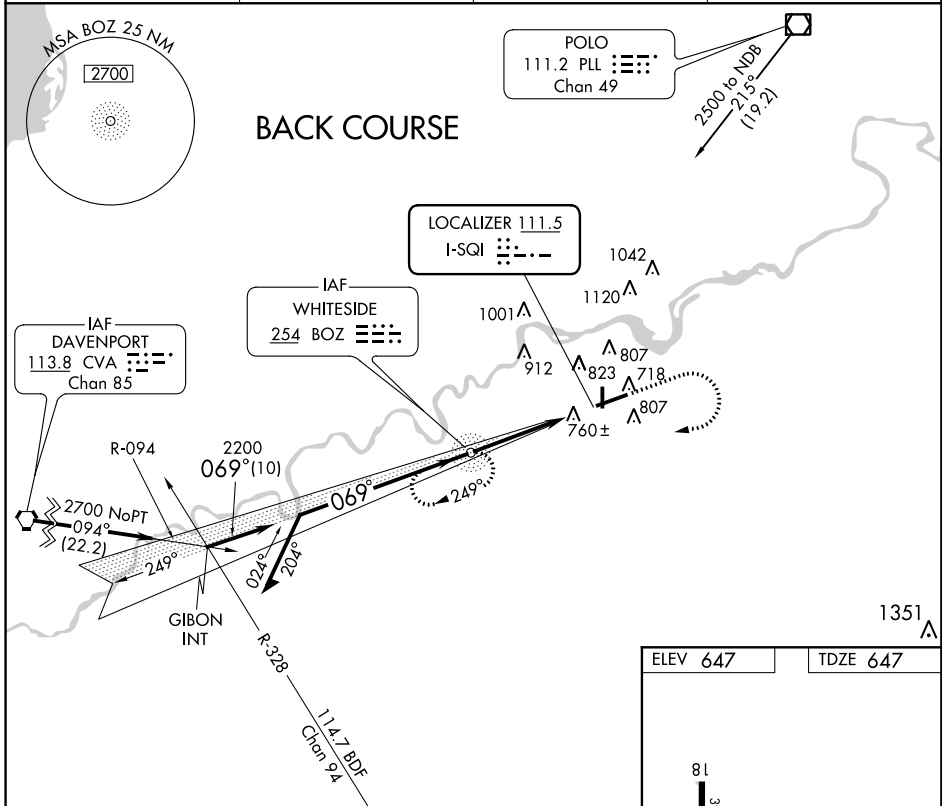 MSA BOZ 25 NM
2700
BACK COURSE
POLO
111.2 PLL
Chan 49
2500 to NDB
215°
(19.2)
LOCALIZER 111.5
I-SQI
1042
1120
1001
912
823
807
718
807
760±
IAF
WHITESIDE
254 BOZ
IAF
DAVENPORT
113.8 CVA
Chan 85
R-094
2200
069°(10)
069°
249°
2700 NoPT
094°
(22.2)
249°
024°
204°
GIBON
INT
R-328
114.7 BDF
Chan 94
1351
ELEV 647
TDZE 647
18
3